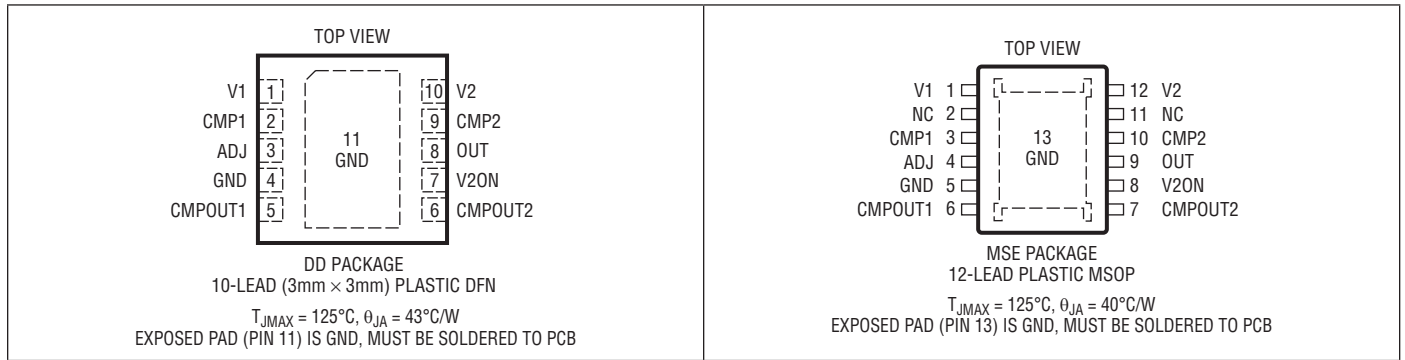 TOP VIEW
V1 1 10 V2
CMP1 2 9 CMP2
ADJ 3 8 OUT
GND 4 7 V2ON
CMPOUT1 5 6 CMPOUT2
11
GND
DD PACKAGE
10-LEAD (3mm × 3mm) PLASTIC DFN
TJMAX = 125°C, θJA = 43°C/W
EXPOSED PAD (PIN 11) IS GND, MUST BE SOLDERED TO PCB
TOP VIEW
V1 1 12 V2
NC 2 11 NC
CMP1 3 10 CMP2
ADJ 4 9 OUT
GND 5 8 V2ON
CMPOUT1 6 7 CMPOUT2
13
GND
MSE PACKAGE
12-LEAD PLASTIC MSOP
TJMAX = 125°C, θJA = 40°C/W
EXPOSED PAD (PIN 13) IS GND, MUST BE SOLDERED TO PCB